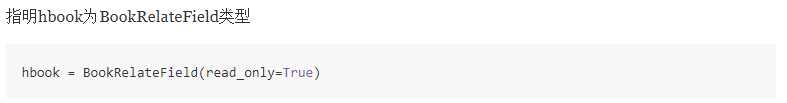 指明hbook为BookRelateField类型
hbook = BookRelateField(read_only=True)